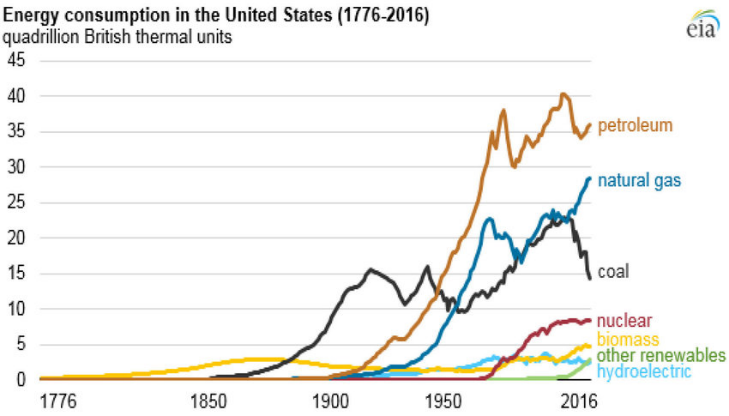 Energy consumption in the United States (1776-2016)
quadrillion British thermal units
eia
45
40
35
30
25
20
15
10
5
0
petroleum
natural gas
coal
nuclear
biomass
other renewables
hydroelectric
1776 1850 1900 1950 2016